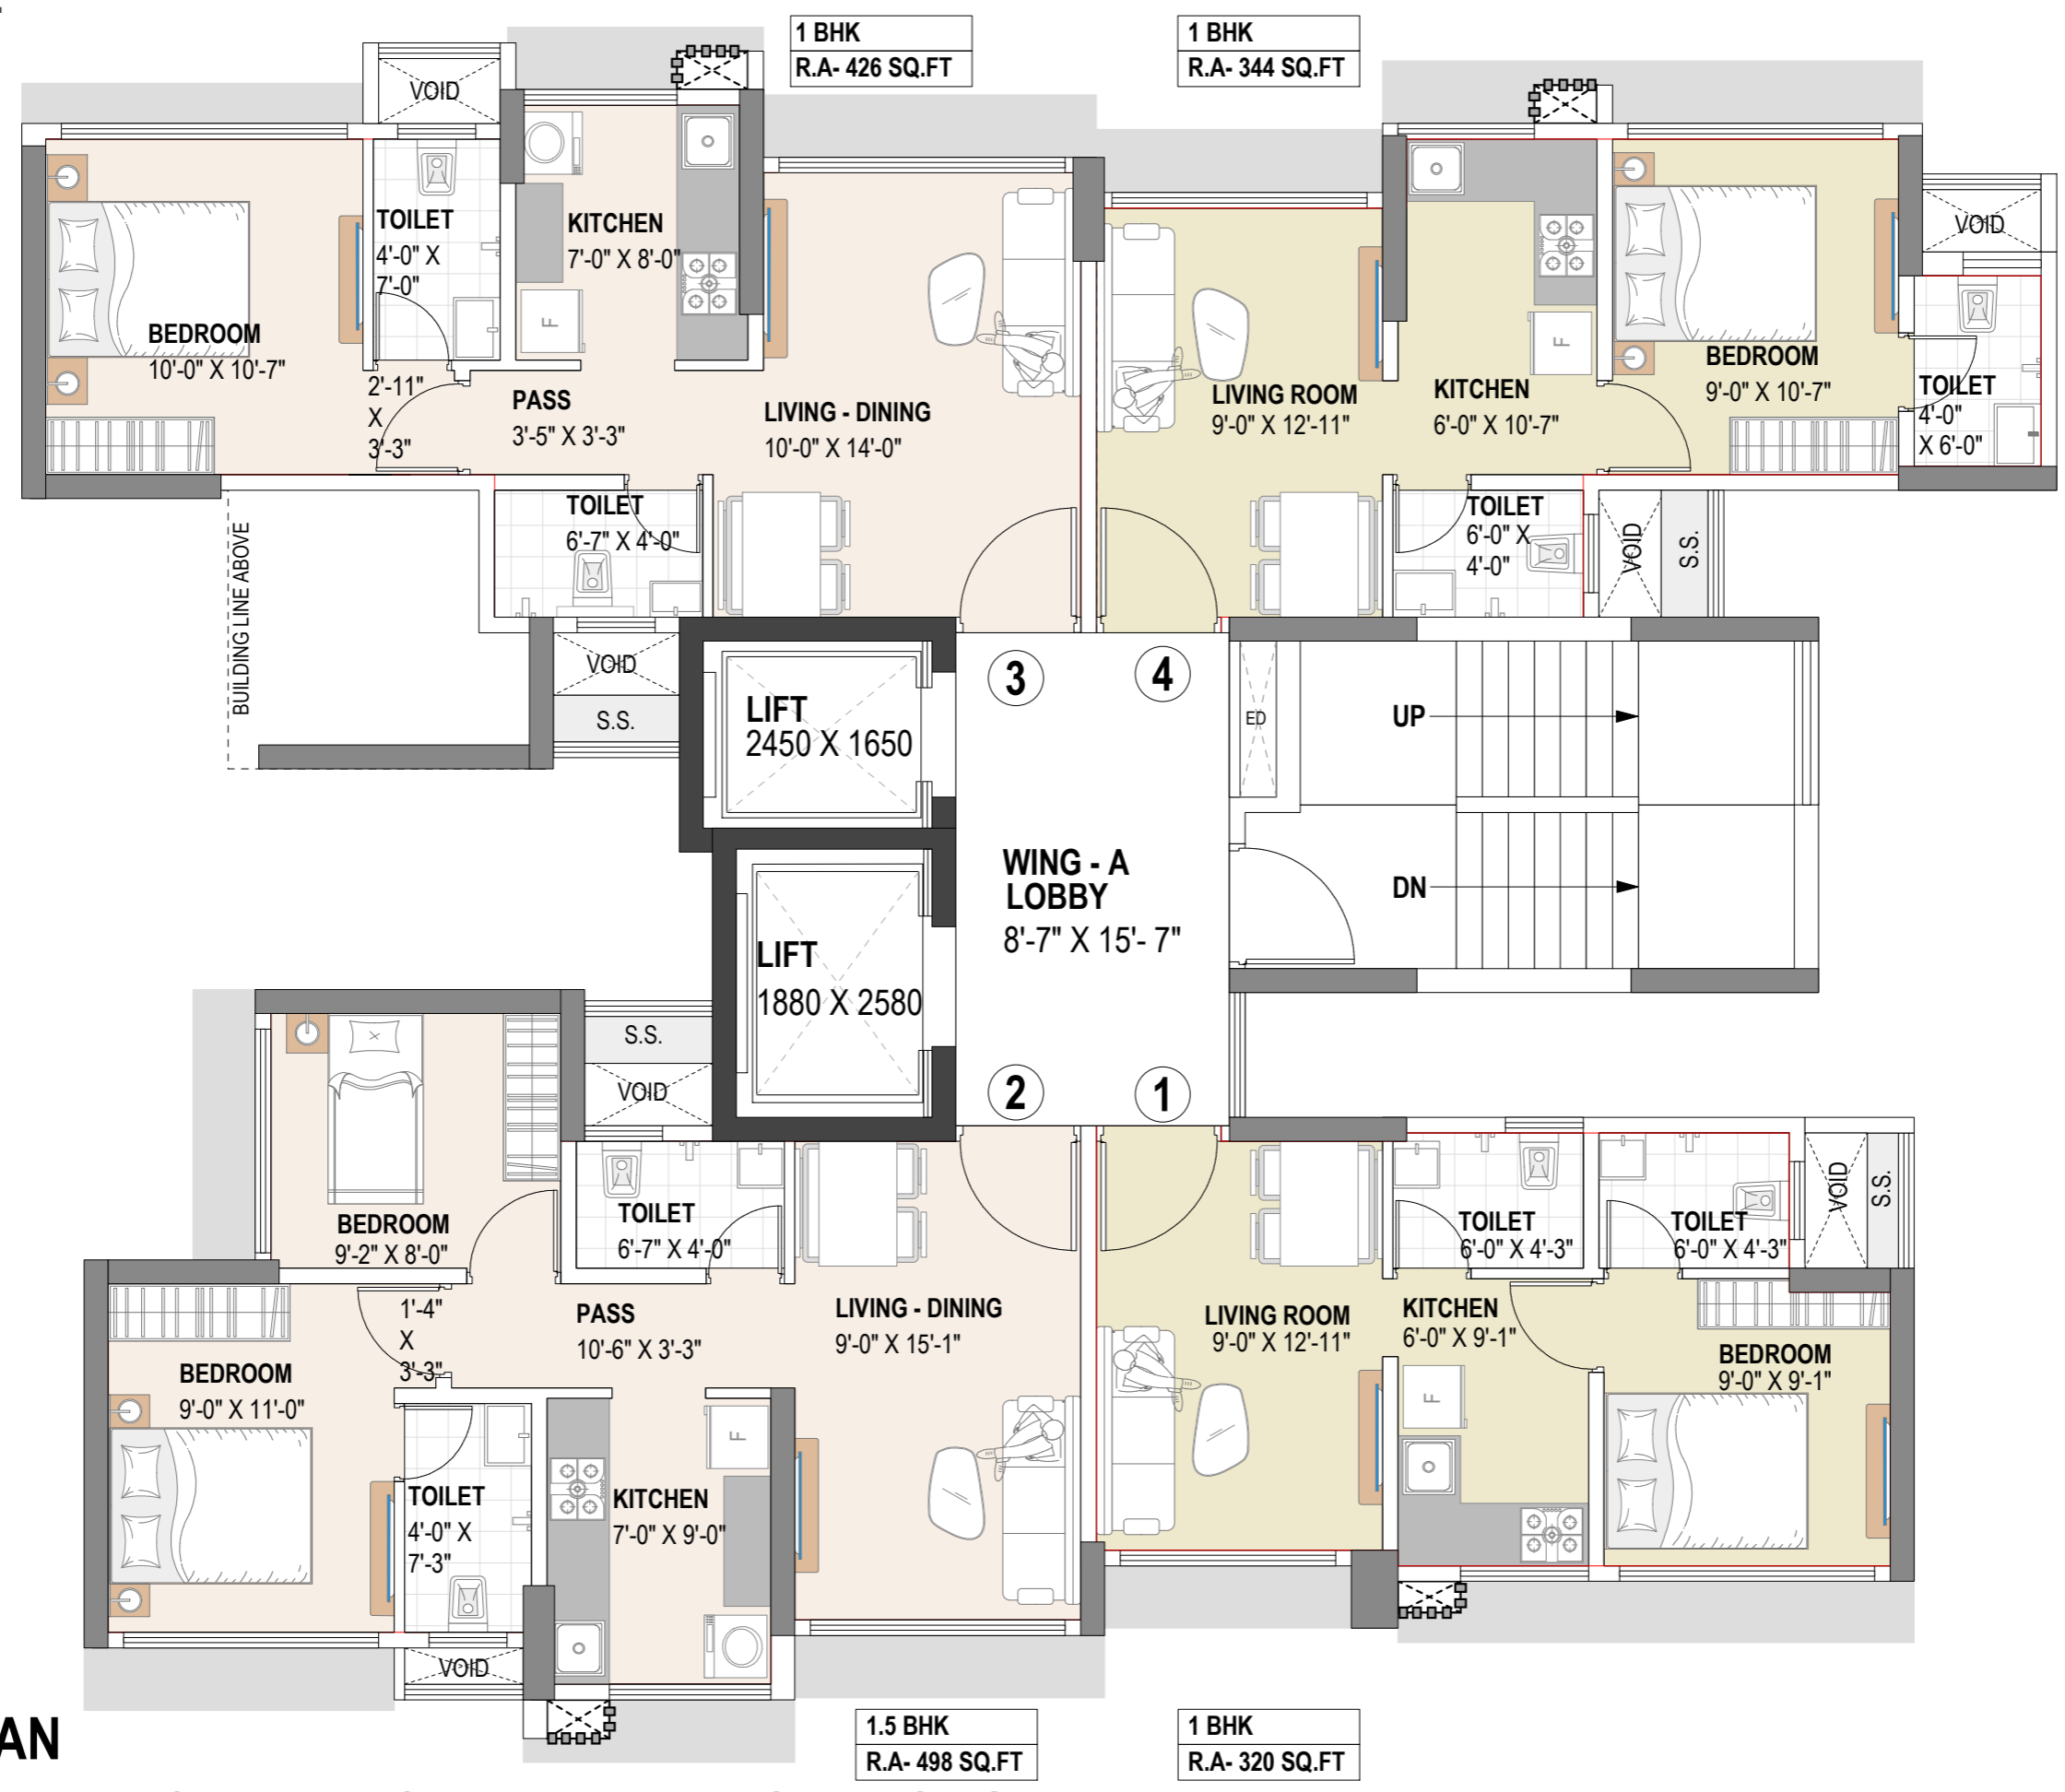 1 BHK
R.A- 426 SQ.FT
1 BHK
R.A- 344 SQ.FT
VOID
TOILET
4'-0" X
7'-0"
KITCHEN
7'-0" X 8'-0"
BEDROOM
10'-0" X 10'-7"
2'-11"
X
3'-3"
PASS
3'-5" X 3'-3"
LIVING - DINING
10'-0" X 14'-0"
F
TOILET
6'-7" X 4'-0"
LIVING ROOM
9'-0" X 12'-11"
KITCHEN
6'-0" X 10'-7"
F
BEDROOM
9'-0" X 10'-7"
VOID
TOILET
4'-0"
X 6'-0"
TOILET
6'-0" X
4'-0"
VOID
S.S.
BUILDING LINE ABOVE
VOID
S.S.
3
4
LIFT
2450 X 1650
ED
UP
WING - A
LOBBY
8'-7" X 15'- 7"
DN
LIFT
1880 X 2580
S.S.
VOID
2
1
BEDROOM
9'-2" X 8'-0"
TOILET
6'-7" X 4'-0"
TOILET
6'-0" X 4'-3"
TOILET
6'-0" X 4'-3"
VOID
S.S.
1'-4"
X
3'-3"
PASS
10'-6" X 3'-3"
LIVING - DINING
9'-0" X 15'-1"
LIVING ROOM
9'-0" X 12'-11"
KITCHEN
6'-0" X 9'-1"
F
BEDROOM
9'-0" X 9'-1"
BEDROOM
9'-0" X 11'-0"
TOILET
4'-0" X
7'-3"
KITCHEN
7'-0" X 9'-0"
F
VOID
AN
1.5 BHK
R.A- 498 SQ.FT
1 BHK
R.A- 320 SQ.FT